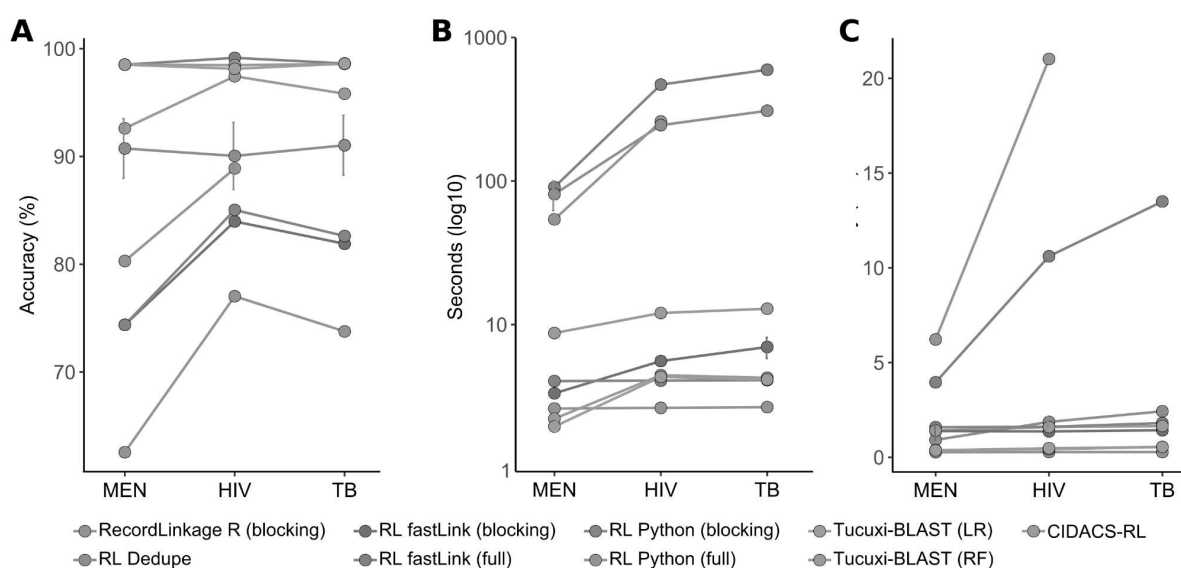 A
B
C
100
90
80
70
Accuracy (%)
MEN
HIV
TB
1000
100
10
1
Seconds (log10)
MEN
HIV
TB
20
15
10
5
0
MEN
HIV
TB
RecordLinkage R (blocking)
RL fastLink (blocking)
RL Python (blocking)
Tucuxi-BLAST (LR)
CIDACS-RL
RL Dedupe
RL fastLink (full)
RL Python (full)
Tucuxi-BLAST (RF)